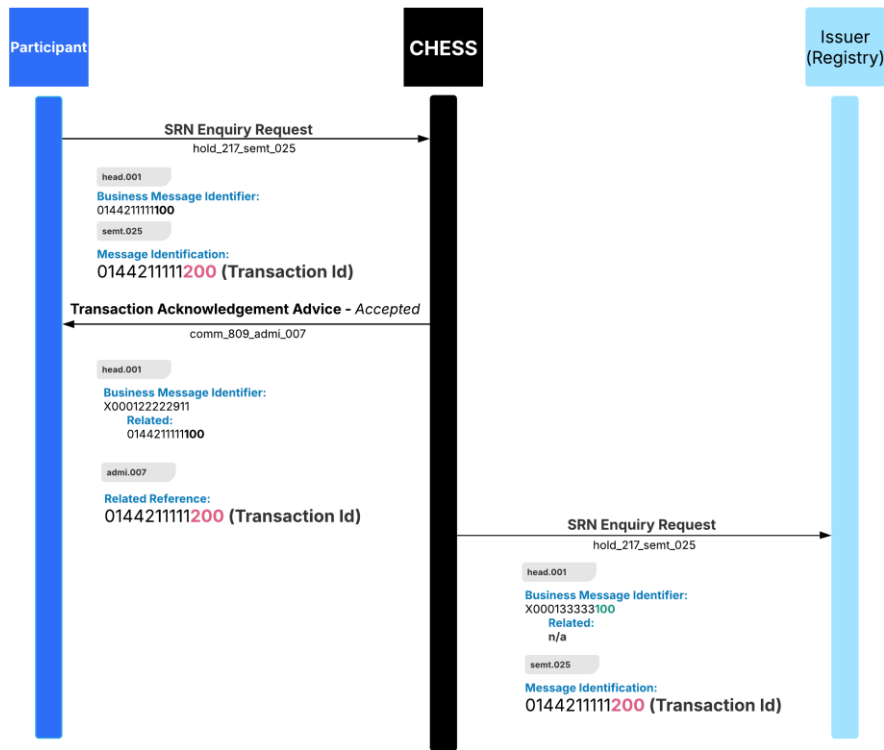 Participant
CHESS
Issuer
(Registry)
SRN Enquiry Request
hold_217_semt_025
head.001
Business Message Identifier:
0144211111100
semt.025
Message Identification:
0144211111200 (Transaction Id)
Transaction Acknowledgement Advice - Accepted
comm_809_admi_007
head.001
Business Message Identifier:
X000122222911
Related:
0144211111100
admi.007
Related Reference:
0144211111200 (Transaction Id)
SRN Enquiry Request
hold_217_semt_025
head.001
Business Message Identifier:
X000133333100
Related:
n/a
semt.025
Message Identification:
0144211111200 (Transaction Id)